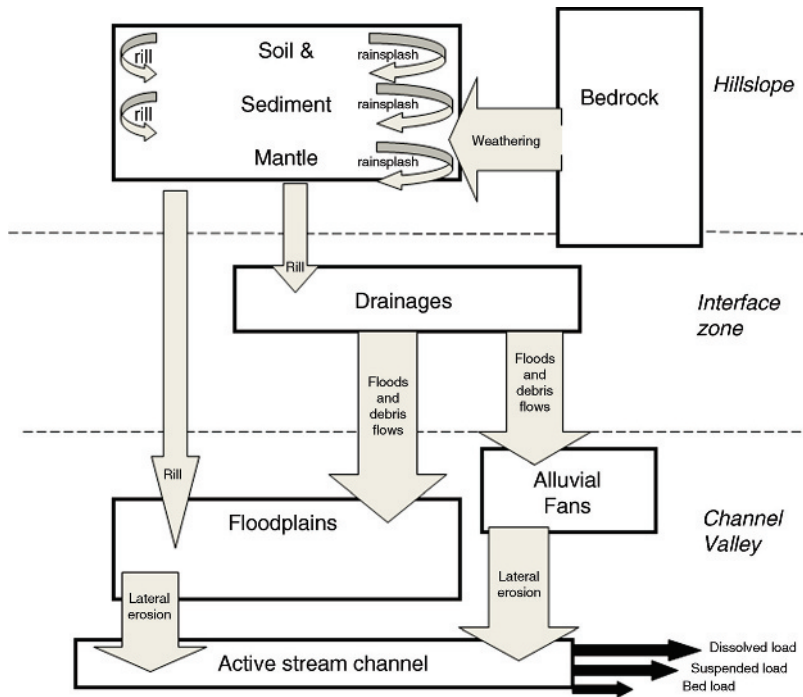 rill
Soil &
rainsplash
Bedrock
Hillslope
rill
Sediment
rainsplash
Weathering
Mantle
rainsplash
Rill
Drainages
Interface
zone
Floods
and
debris
flows
Floods
and
debris
flows
Rill
Alluvial
Fans
Floodplains
Channel
Valley
Lateral
erosion
Lateral
erosion
Active stream channel
Dissolved load
Suspended load
Bed load